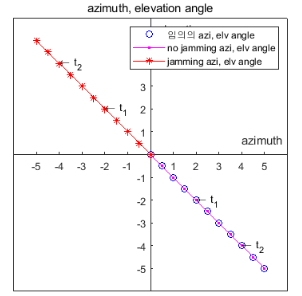 azimuth, elevation angle
임의의 azi, elv angle
no jamming azi, elv angle
jamming azi, elv angle
t2
3
t1
2
1
azimuth
-5 -4 -3 -2 -1 1 2 3 4 5
-1
t1
-2
-3
t2
-4
-5